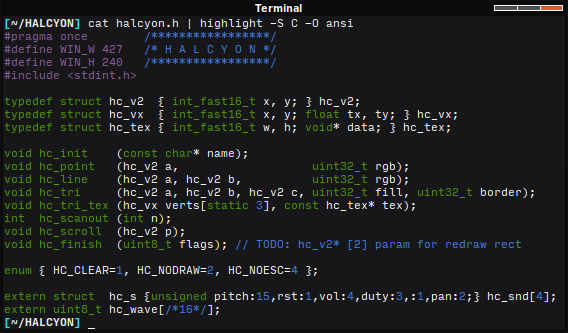 Terminal
[~/HALCYON] cat halcyon.h | highlight -S C -O ansi
#pragma once       /*****************/
#define WIN_W 427  /* H A L C Y O N */
#define WIN_H 240  /*****************/
#include <stdint.h>

typedef struct hc_v2  { int_fast16_t x, y; } hc_v2;
typedef struct hc_vx  { int_fast16_t x, y; float tx, ty; } hc_vx;
typedef struct hc_tex { int_fast16_t w, h; void* data; } hc_tex;

void hc_init    (const char* name);
void hc_point   (hc_v2 a,                   uint32_t rgb);
void hc_line    (hc_v2 a, hc_v2 b,          uint32_t rgb);
void hc_tri     (hc_v2 a, hc_v2 b, hc_v2 c, uint32_t fill, uint32_t border);
void hc_tri_tex (hc_vx verts[static 3], const hc_tex* tex);
int  hc_scanout (int n);
void hc_scroll  (hc_v2 p);
void hc_finish  (uint8_t flags); // TODO: hc_v2* [2] param for redraw rect

enum { HC_CLEAR=1, HC_NODRAW=2, HC_NOESC=4 };

extern struct  hc_s {unsigned pitch:15,rst:1,vol:4,duty:3,:1,pan:2;} hc_snd[4];
extern uint8_t hc_wave[/*16*/];
[~/HALCYON] _